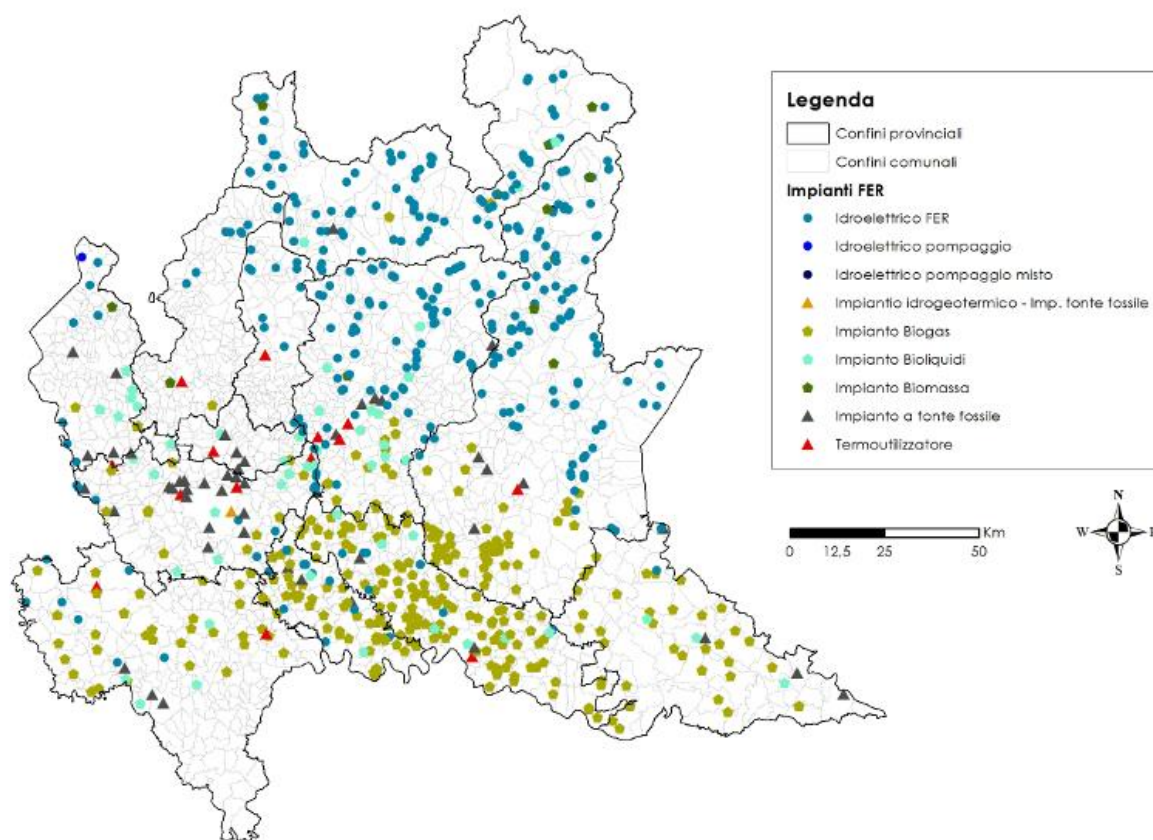 Legenda
Confini provinciali
Confini comunali
Impianti FER
Idroelettrico FER
Idroelettrico pompaggio
Idroelettrico pompaggio misto
Impiantio idrogeotermico - Imp. fonte fossile
Impianto Biogas
Impianto Bioliquidi
Impianto Biomassa
Impianto a fonte fossile
Termoutilizzatore
Km
0 12,5 25 50
N
W E
S